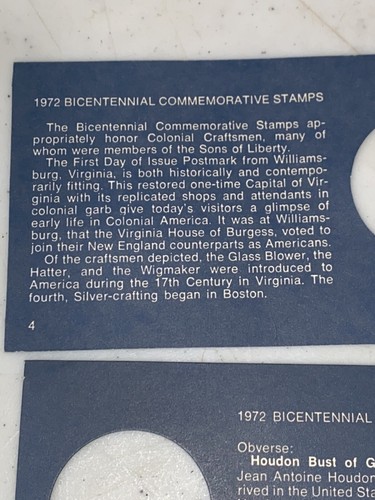 1972 BICENTENNIAL COMMEMORATIVE STAMPS
The Bicentennial Commemorative Stamps ap-
propriately honor Colonial Craftsmen, many of
whom were members of the Sons of Liberty.
The First Day of Issue Postmark from Williams-
burg, Virginia, is both historically and contempo-
rarily fitting. This restored one-time Capital of Vir-
ginia with its replicated shops and attendants in
colonial garb give today's visitors a glimpse of
early life in Colonial America. It was at Williams-
burg, that the Virginia House of Burgess, voted to
join their New England counterparts as Americans.
Of the craftsmen depicted, the Glass Blower, the
Hatter, and the Wigmaker were introduced to
America during the 17th Century in Virginia. The
fourth, Silver-crafting began in Boston.
4
1972 BICENTENNIAL
Obverse:
Houdon Bust of G
Jean Antoine Houdon
rived in the United Sta